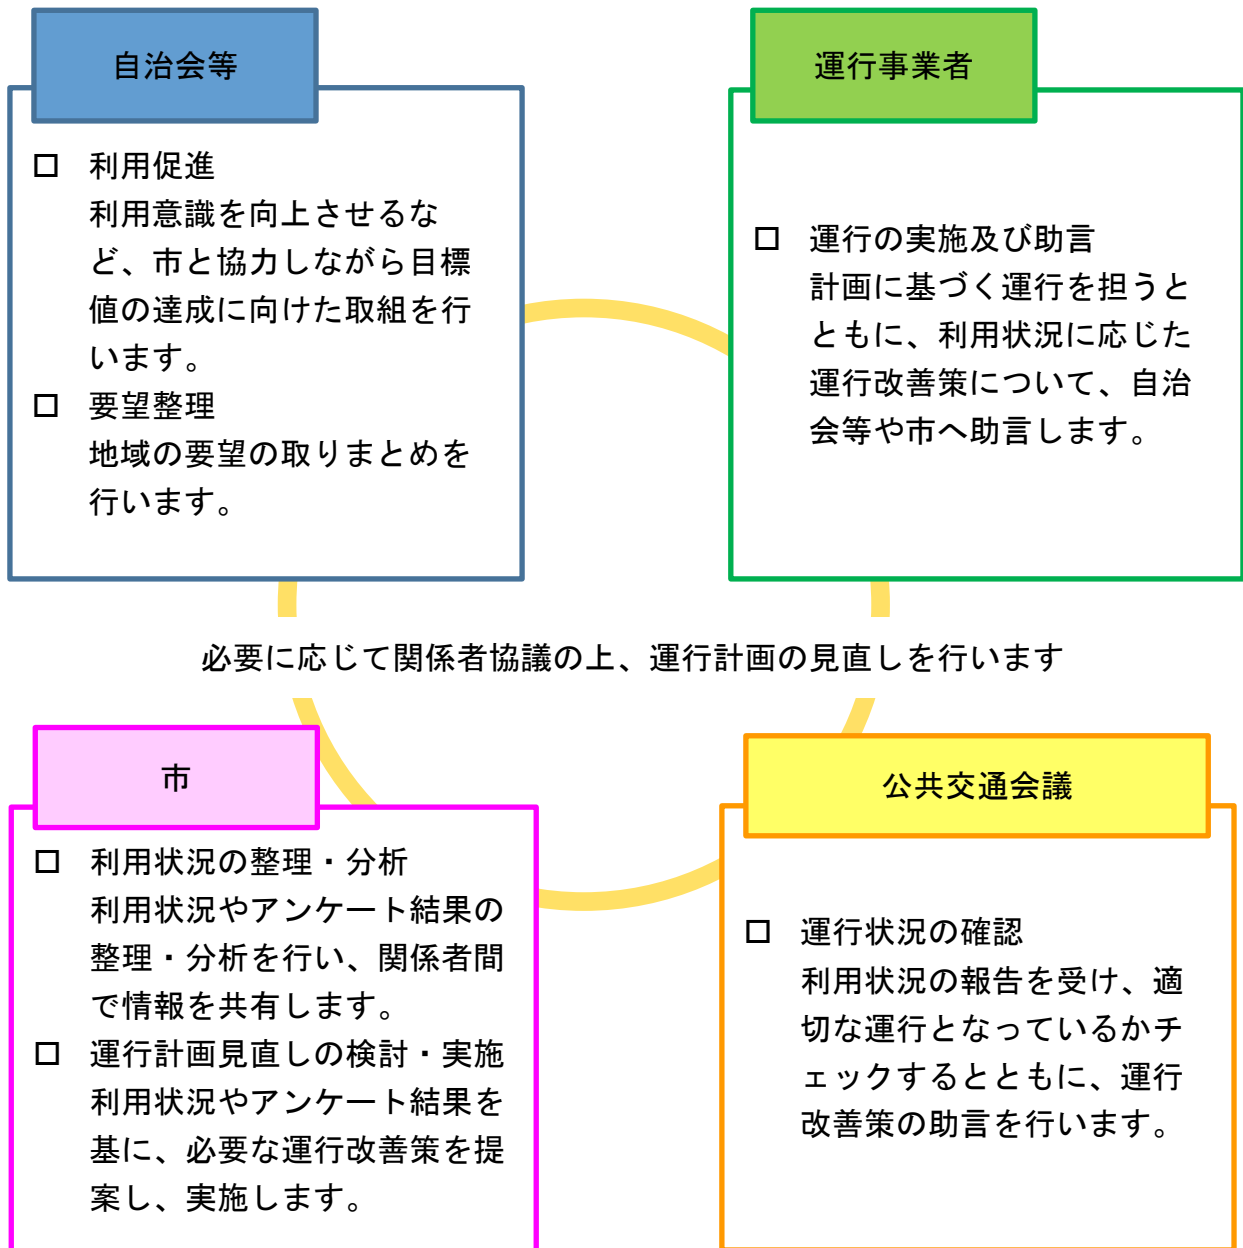 自治会等
□ 利用促進
利用意識を向上させるな
ど、市と協力しながら目標
値の達成に向けた取組を行
います。
□ 要望整理
地域の要望の取りまとめを
行います。
運行事業者
□ 運行の実施及び助言
計画に基づく運行を担うと
ともに、利用状況に応じた
運行改善策について、自治
会等や市へ助言します。
必要に応じて関係者協議の上、運行計画の見直しを行います
市
□ 利用状況の整理・分析
利用状況やアンケート結果の
整理・分析を行い、関係者間
で情報を共有します。
□ 運行計画見直しの検討・実施
利用状況やアンケート結果を
基に、必要な運行改善策を提
案し、実施します。
公共交通会議
□ 運行状況の確認
利用状況の報告を受け、適
切な運行となっているかチ
ェックするとともに、運行
改善策の助言を行います。